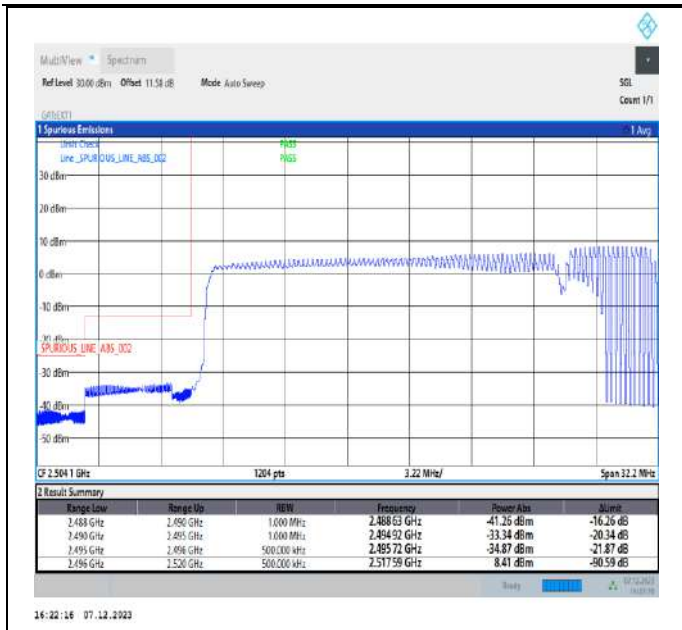 MultiView Spectrum
Ref Level 30.00 dBm Offset 11.58 dB Mode Auto Sweep SGL
Count 1/1
1 Spurious Emissions 1 Avg
Limit Check PASS
Line _SPURIOUS_LINE_ABS_002 PASS
30 dBm
20 dBm
10 dBm
0 dBm
-10 dBm
-20 dBm
SPURIOUS_LINE_ABS_002
-30 dBm
-40 dBm
-50 dBm
CF 2.504 1 GHz 1204 pts 3.22 MHz/ Span 32.2 MHz
2 Result Summary
Range Low Range Up RBW Frequency Power Abs ΔLimit
2.488 GHz 2.490 GHz 1.000 MHz 2.488 63 GHz -41.26 dBm -16.26 dB
2.490 GHz 2.495 GHz 1.000 MHz 2.494 92 GHz -33.34 dBm -20.34 dB
2.495 GHz 2.496 GHz 500.000 kHz 2.495 72 GHz -34.87 dBm -21.87 dB
2.496 GHz 2.520 GHz 500.000 kHz 2.517 59 GHz 8.41 dBm -90.59 dB
Ready 07.12.2023
16:22:16 07.12.2023